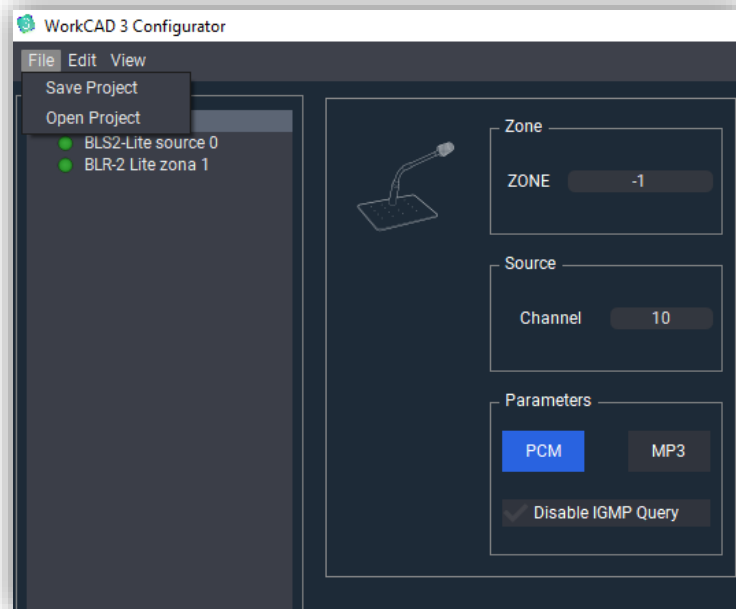 WorkCAD 3 Configurator
File Edit View
Save Project
Open Project
BLS2-Lite source 0
BLR-2 Lite zona 1
Zone
ZONE -1
Source
Channel 10
Parameters
PCM MP3
Disable IGMP Query